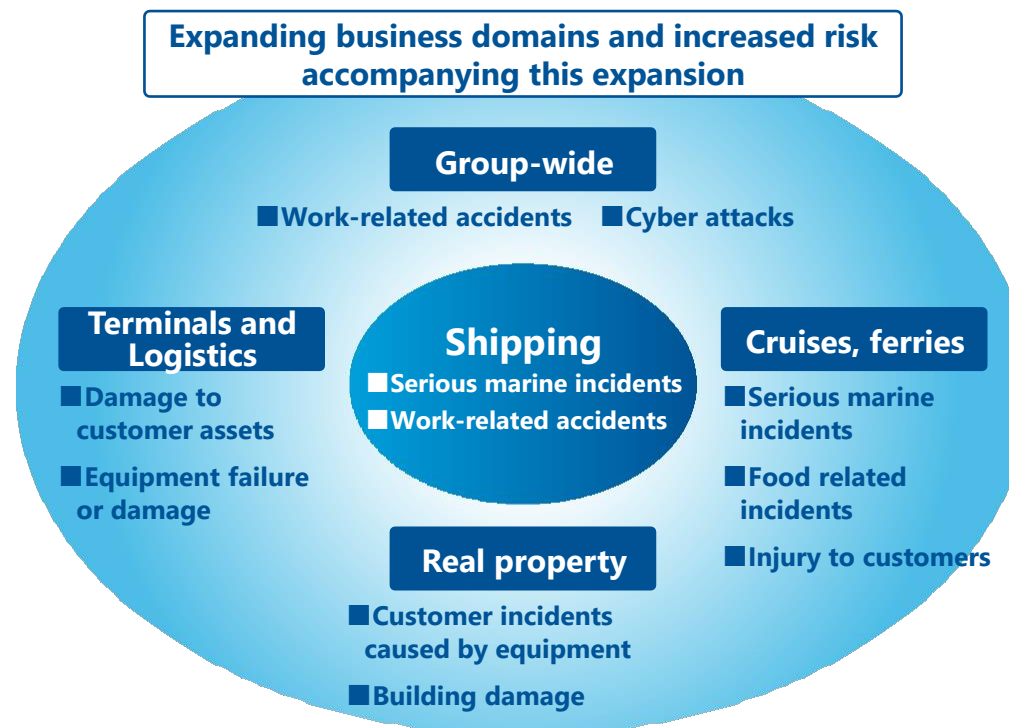 Expanding business domains and increased risk
accompanying this expansion
Group-wide
■Work-related accidents ■Cyber attacks
Terminals and
Logistics
■Damage to
customer assets
■Equipment failure
or damage
Shipping
■Serious marine incidents
■Work-related accidents
Cruises, ferries
■Serious marine
incidents
■Food related
incidents
■Injury to customers
Real property
■Customer incidents
caused by equipment
■Building damage